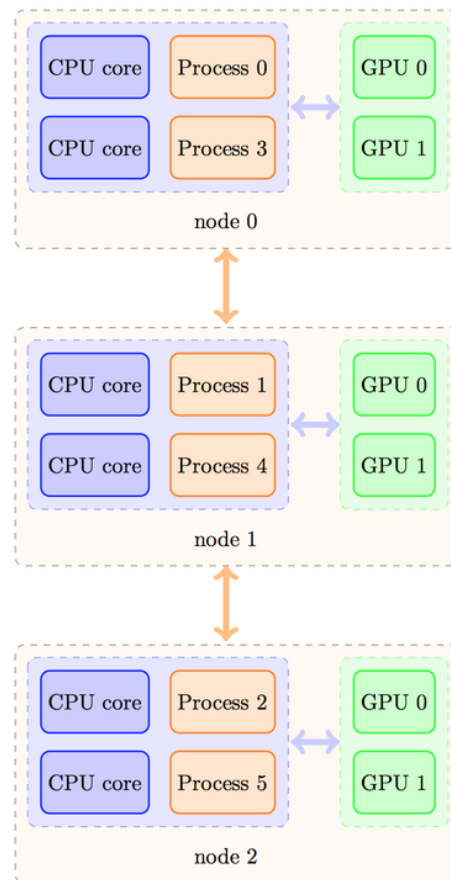 CPU core Process 0 GPU 0
CPU core Process 3 GPU 1
node 0
CPU core Process 1 GPU 0
CPU core Process 4 GPU 1
node 1
CPU core Process 2 GPU 0
CPU core Process 5 GPU 1
node 2